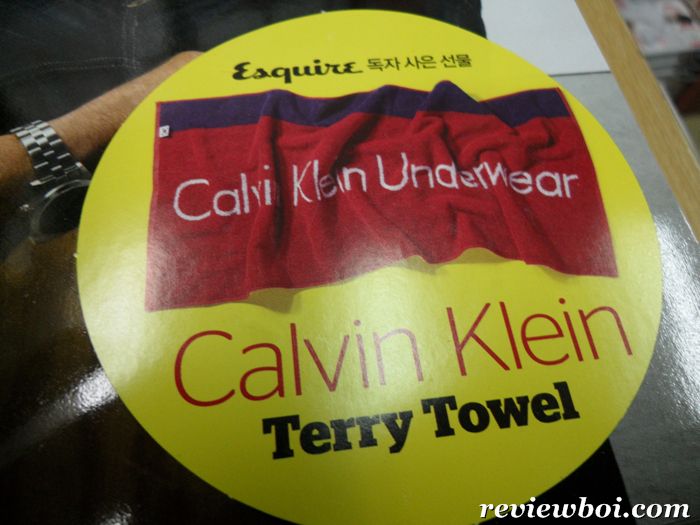 Esquire 독자 사은 선물
Calvin Klein Underwear
Calvin Klein
Terry Towel
reviewboi.com